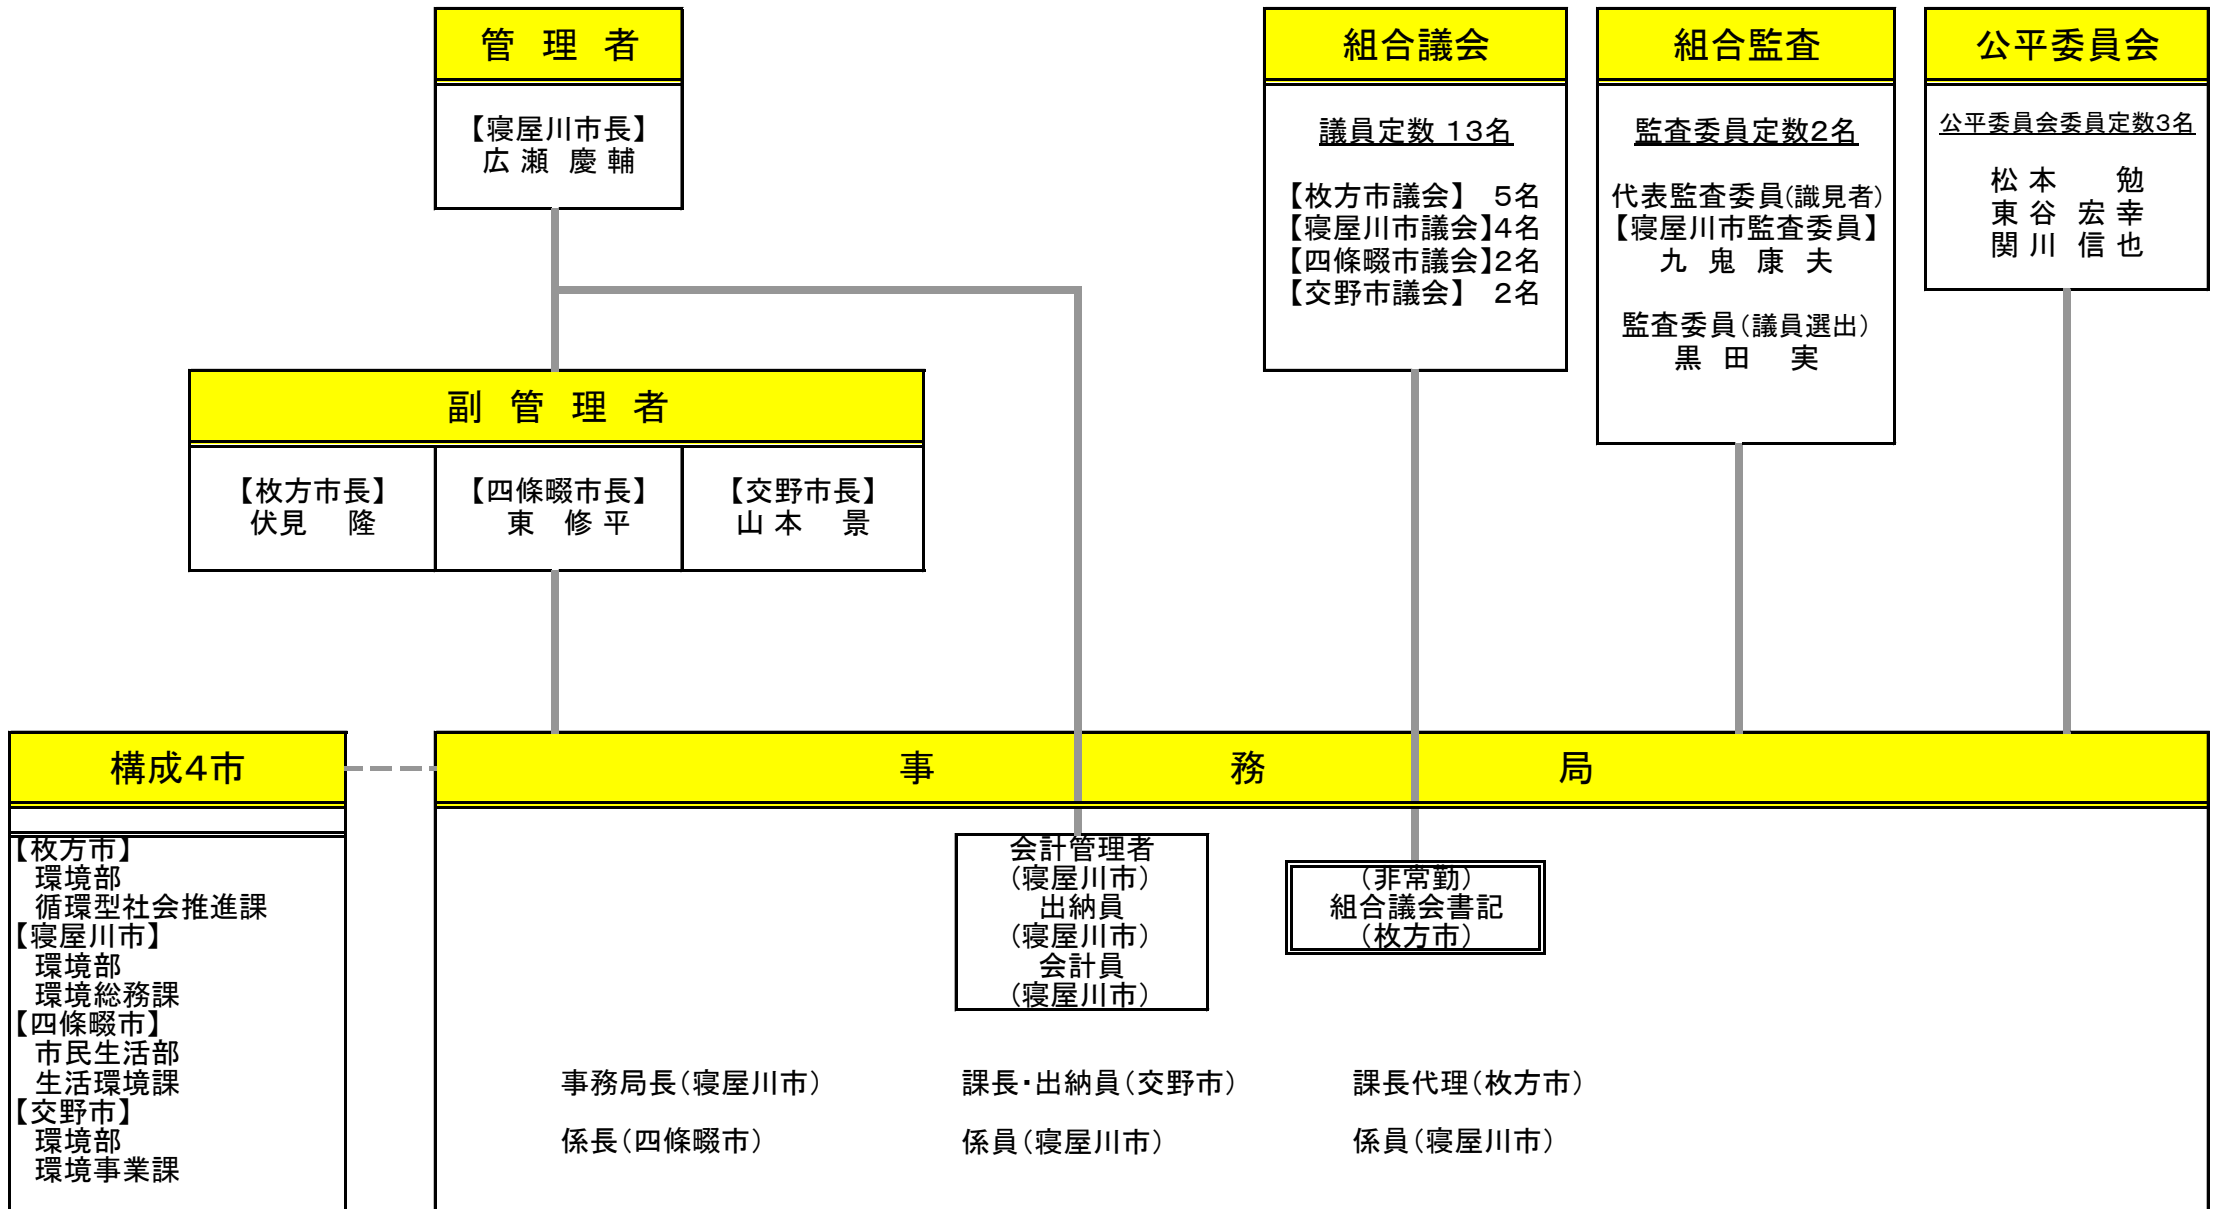 管 理 者
【寝屋川市長】
広 瀬 慶 輔
組合議会
議員定数 13名
【枚方市議会】 5名
【寝屋川市議会】4名
【四條畷市議会】2名
【交野市議会】 2名
組合監査
監査委員定数2名
代表監査委員(識見者)
【寝屋川市監査委員】
九 鬼 康 夫
監査委員(議員選出)
黒 田 実
公平委員会
公平委員会委員定数3名
松 本 勉
東 谷 宏 幸
関 川 信 也
副 管 理 者
【枚方市長】
伏見 隆
【四條畷市長】
東 修 平
【交野市長】
山 本 景
構成4市
【枚方市】
環境部
循環型社会推進課
【寝屋川市】
環境部
環境総務課
【四條畷市】
市民生活部
生活環境課
【交野市】
環境部
環境事業課
事 務 局
会計管理者
(寝屋川市)
出納員
(寝屋川市)
会計員
(寝屋川市)
(非常勤)
組合議会書記
(枚方市)
事務局長(寝屋川市) 課長・出納員(交野市) 課長代理(枚方市)
係長(四條畷市) 係員(寝屋川市) 係員(寝屋川市)